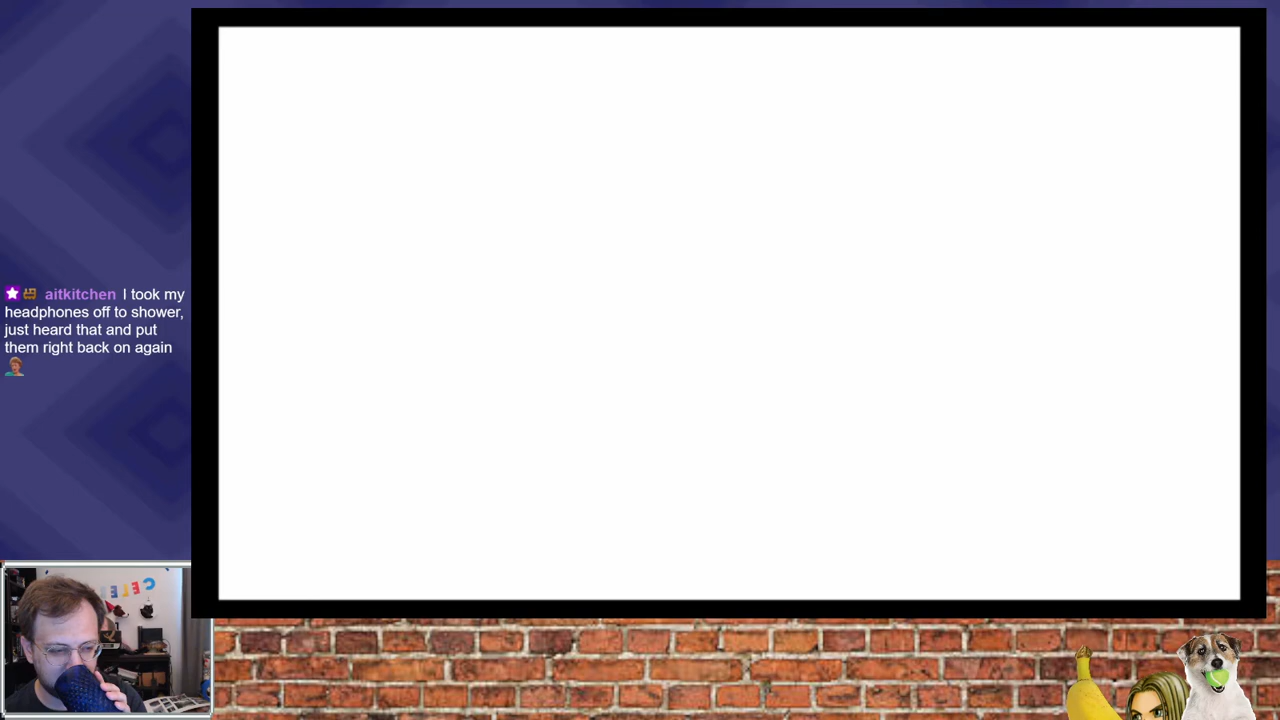 aitkitchen I took my
headphones off to shower,
just heard that and put
them right back on again